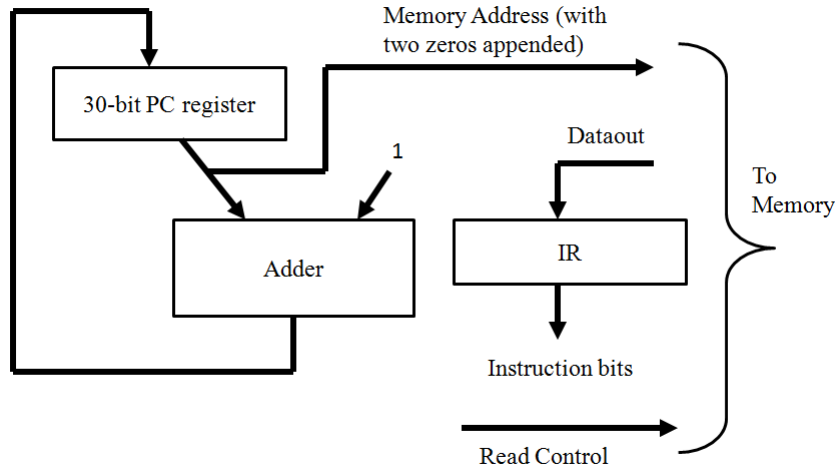 Memory Address (with
two zeros appended)
30-bit PC register
1
Dataout
To
Memory
Adder
IR
Instruction bits
Read Control